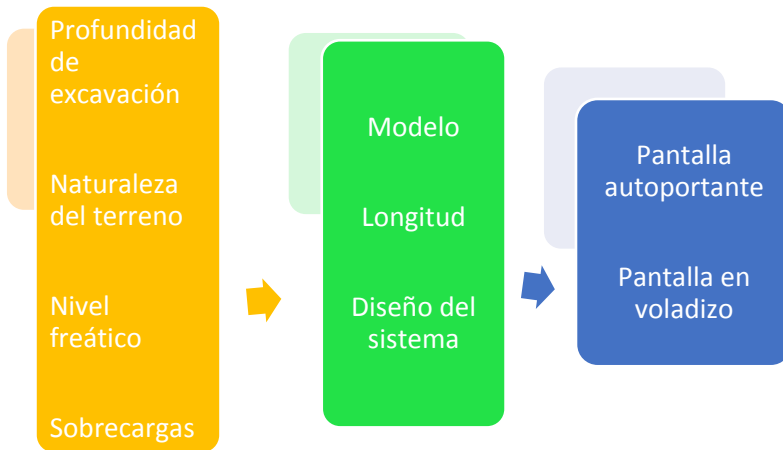 Profundidad
de
excavación
Naturaleza
del terreno
Nivel
freático
Sobrecargas
Modelo
Longitud
Diseño del
sistema
Pantalla
autoportante
Pantalla en
voladizo